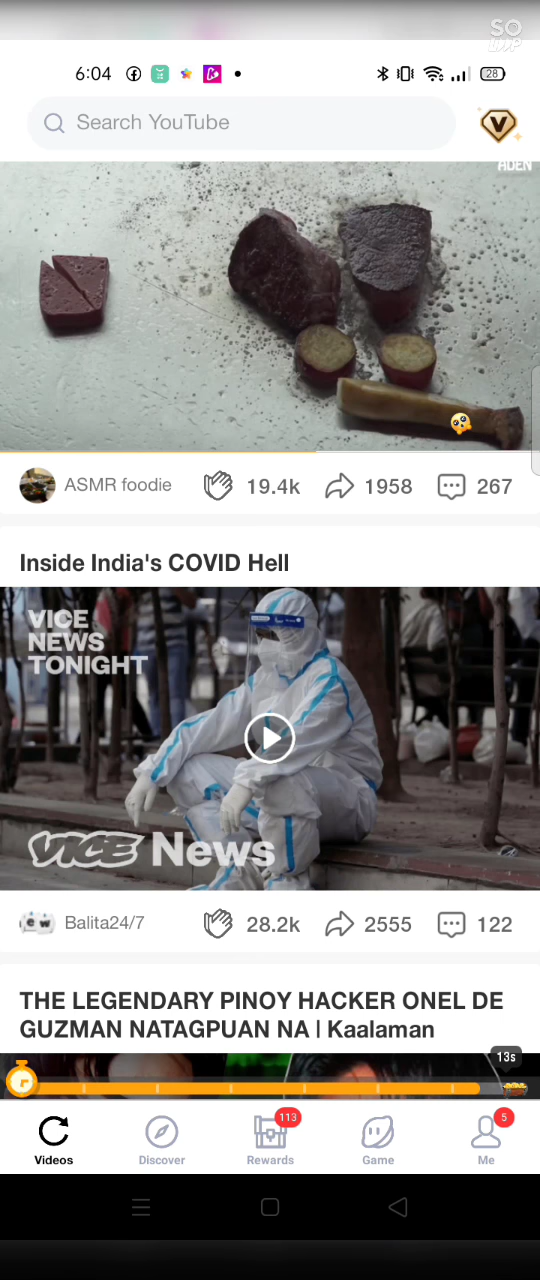 SO
LOOP
6:04
28
Search YouTube
V
ADEN
ASMR foodie
19.4k
1958
267
Inside India's COVID Hell
VICE
NEWS
TONIGHT
VICE News
Balita24/7
28.2k
2555
122
THE LEGENDARY PINOY HACKER ONEL DE
GUZMAN NATAGPUAN NA | Kaalaman
13s
113
5
Videos
Discover
Rewards
Game
Me